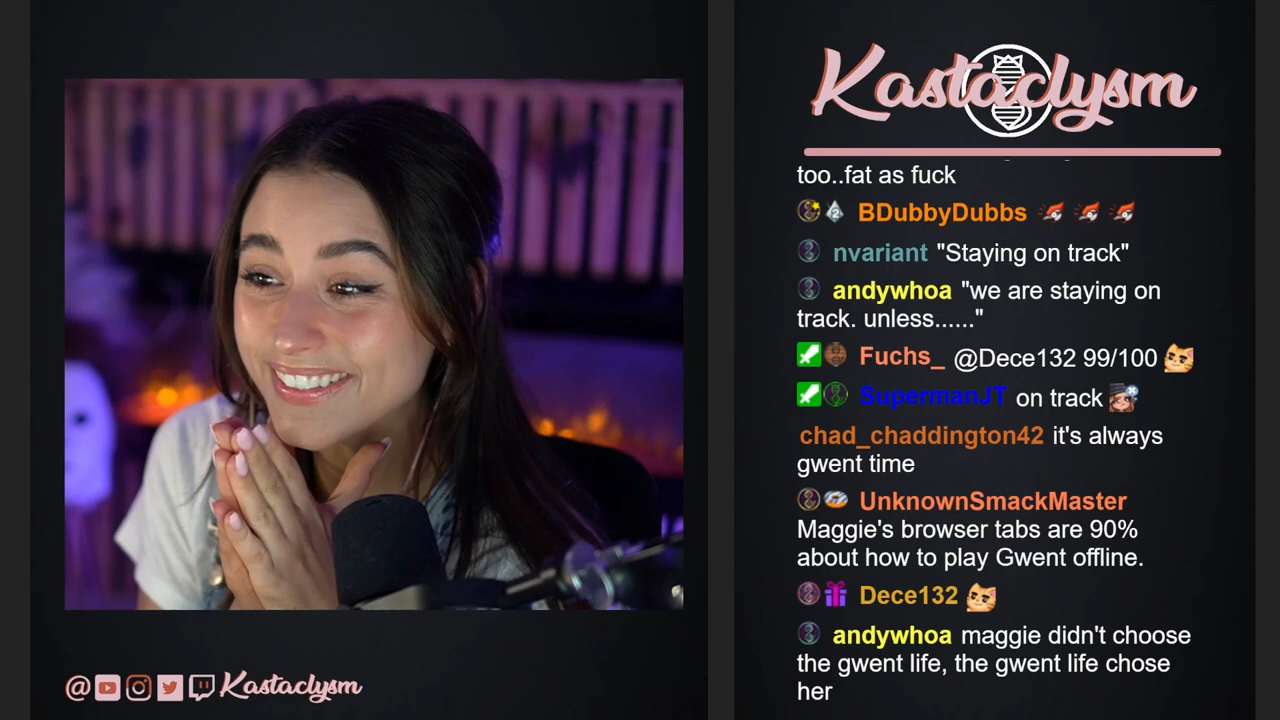 Kastaclysm
too..fat as fuck
BDubbyDubbs
nvariant "Staying on track"
andywhoa "we are staying on
track. unless......"
Fuchs_ @Dece132 99/100
SupermanJT on track
chad_chaddington42 it's always
gwent time
UnknownSmackMaster
Maggie's browser tabs are 90%
about how to play Gwent offline.
Dece132
andywhoa maggie didn't choose
the gwent life, the gwent life chose
her
@ Kastaclysm